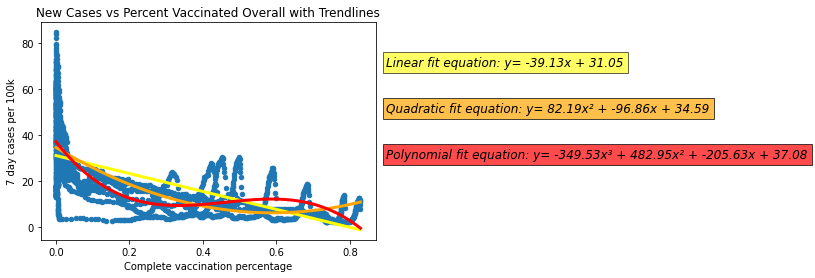 New Cases vs Percent Vaccinated Overall with Trendlines
7 day cases per 100k
80
60
40
20
0
0.0 0.2 0.4 0.6 0.8
Complete vaccination percentage
Linear fit equation: y= -39.13x + 31.05
Quadratic fit equation: y= 82.19x² + -96.86x + 34.59
Polynomial fit equation: y= -349.53x³ + 482.95x² + -205.63x + 37.08